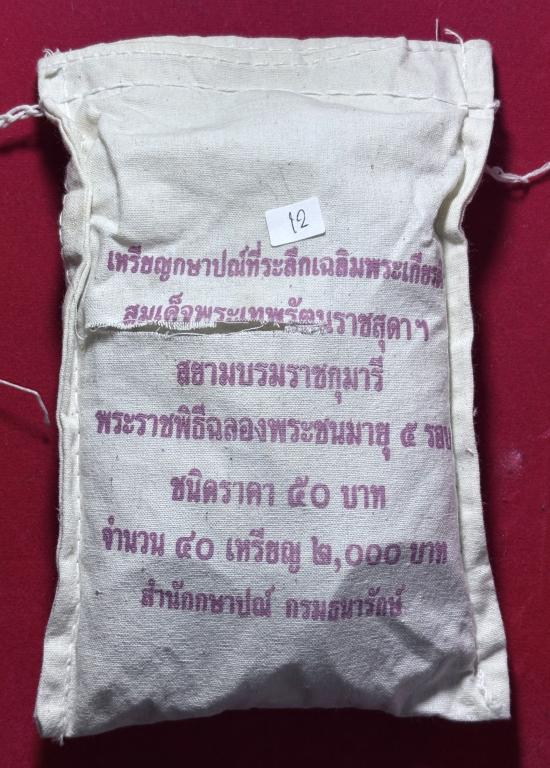 12
เหรียญกษาปณ์ที่ระลึกเฉลิมพระเกียรติ
สมเด็จพระเทพรัตนราชสุดาฯ
สยามบรมราชกุมารี
พระราชพิธีฉลองพระชนมายุ ๕ รอบ
ชนิดราคา ๕๐ บาท
จำนวน ๔๐ เหรียญ ๒,๐๐๐ บาท
สำนักกษาปณ์ กรมธนารักษ์